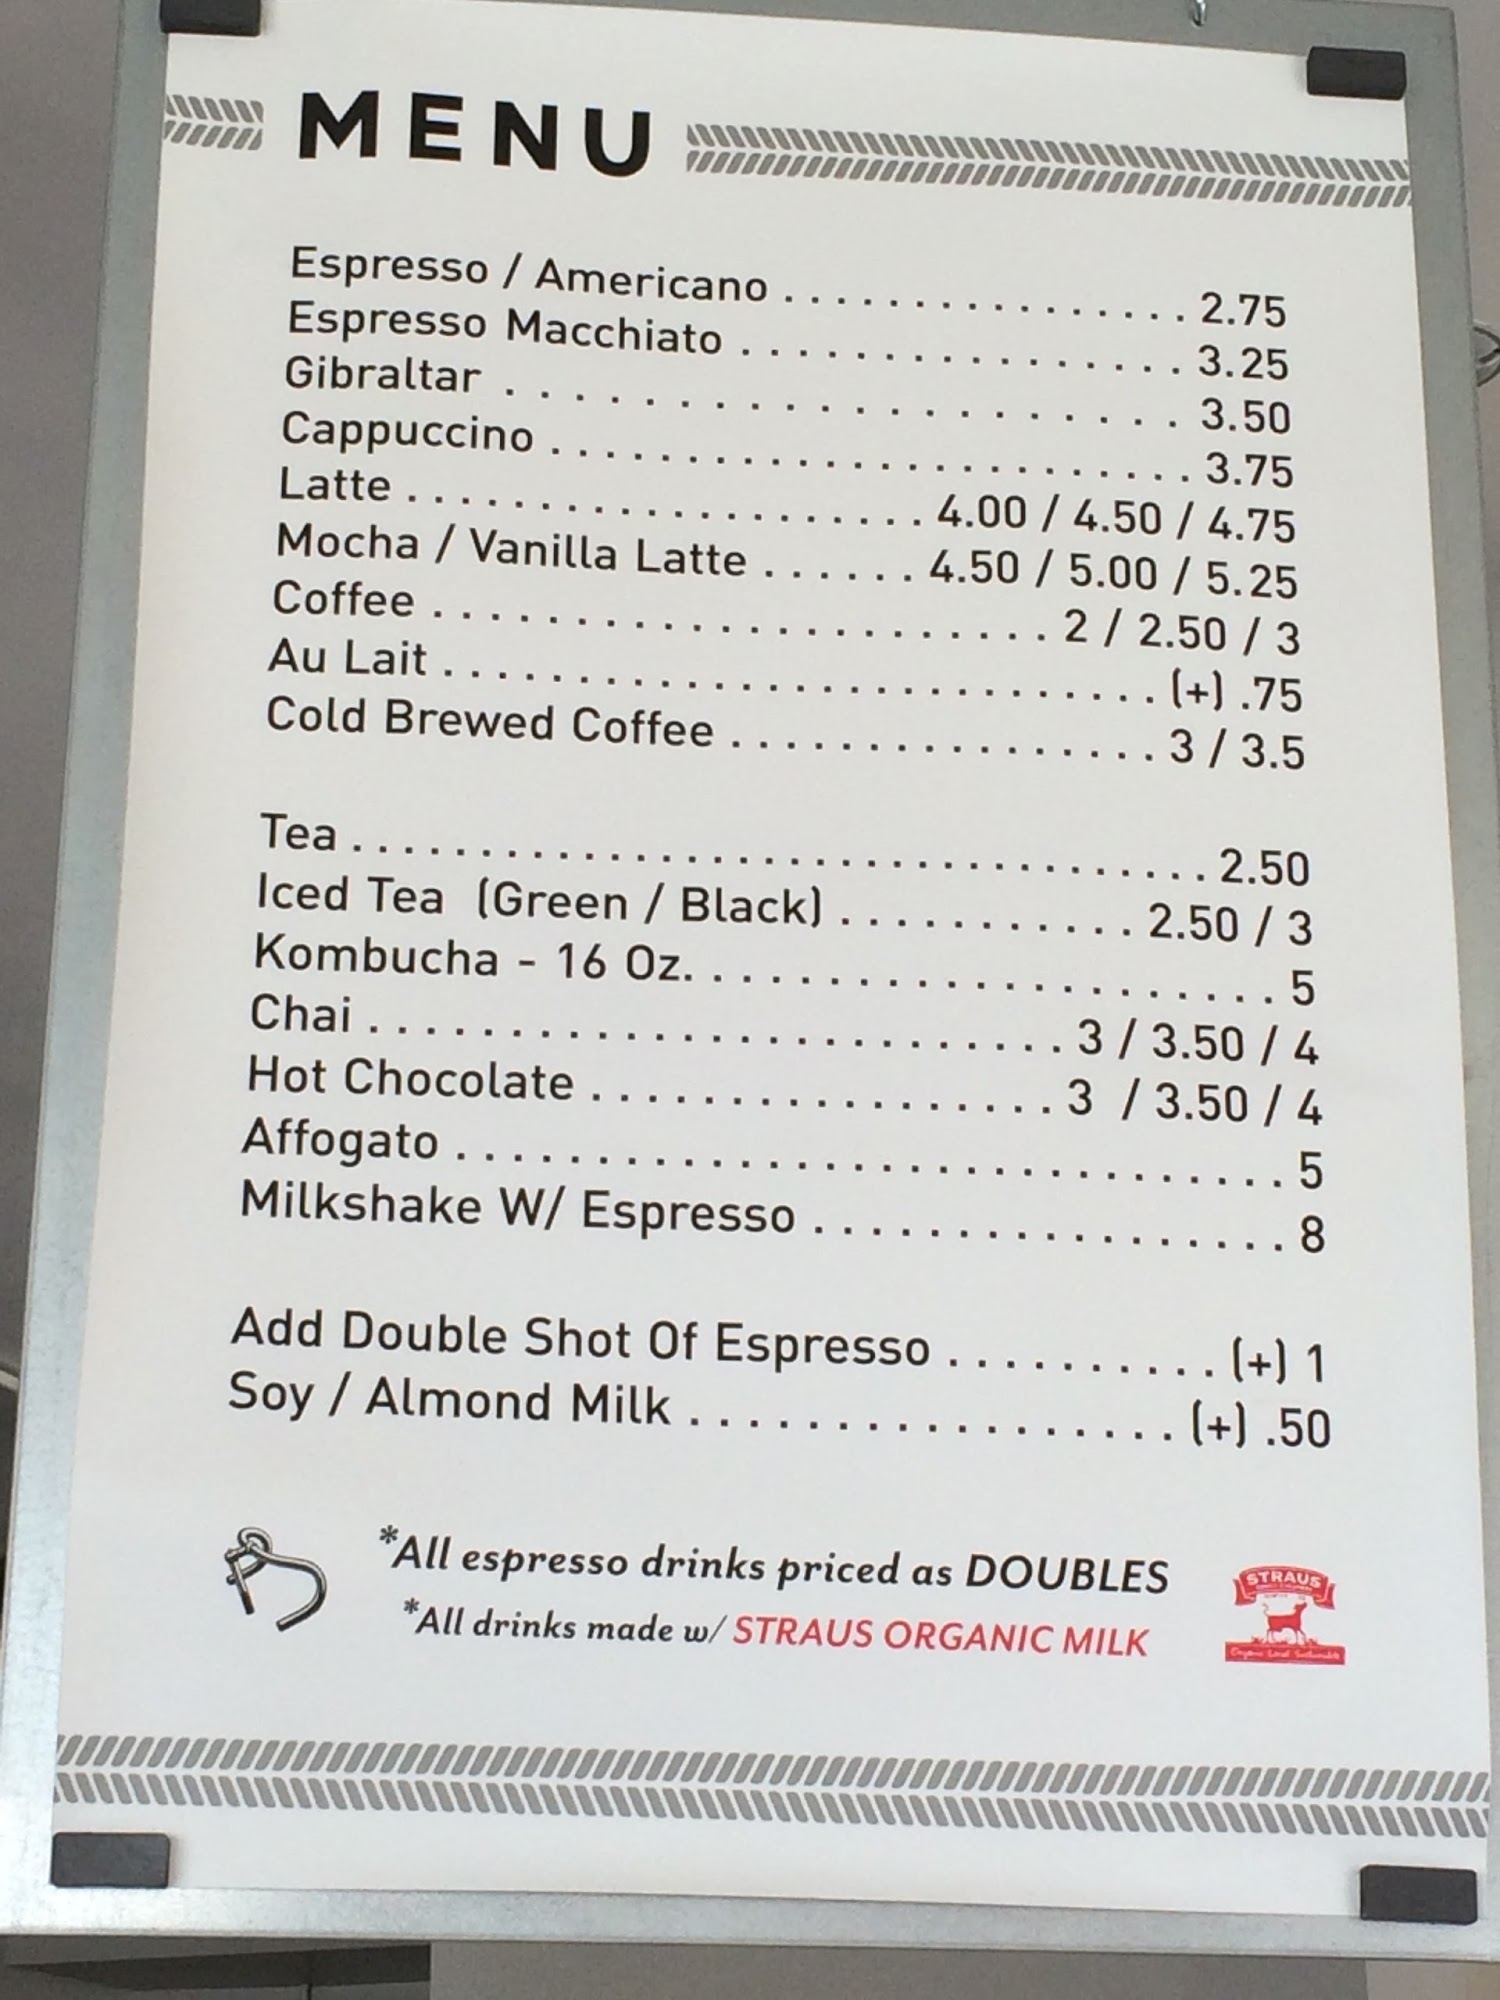 MENU
Espresso / Americano ................ 2.75
Espresso Macchiato ................ 3.25
Gibraltar .................... 3.50
Cappuccino ........................ 3.75
Latte ................... 4.00 / 4.50 / 4.75
Mocha / Vanilla Latte ...... 4.50 / 5.00 / 5.25
Coffee ...................... 2 / 2.50 / 3
Au Lait .......................... (+) .75
Cold Brewed Coffee ................ 3 / 3.5
Tea ................................. 2.50
Iced Tea (Green / Black) ........... 2.50 / 3
Kombucha - 16 Oz. ..................... 5
Chai ......................... 3 / 3.50 / 4
Hot Chocolate ................. 3 / 3.50 / 4
Affogato .............................. 5
Milkshake W/ Espresso ................. 8
Add Double Shot Of Espresso .......... (+) 1
Soy / Almond Milk ................. (+) .50
*All espresso drinks priced as DOUBLES
*All drinks made w/ STRAUS ORGANIC MILK
STRAUS